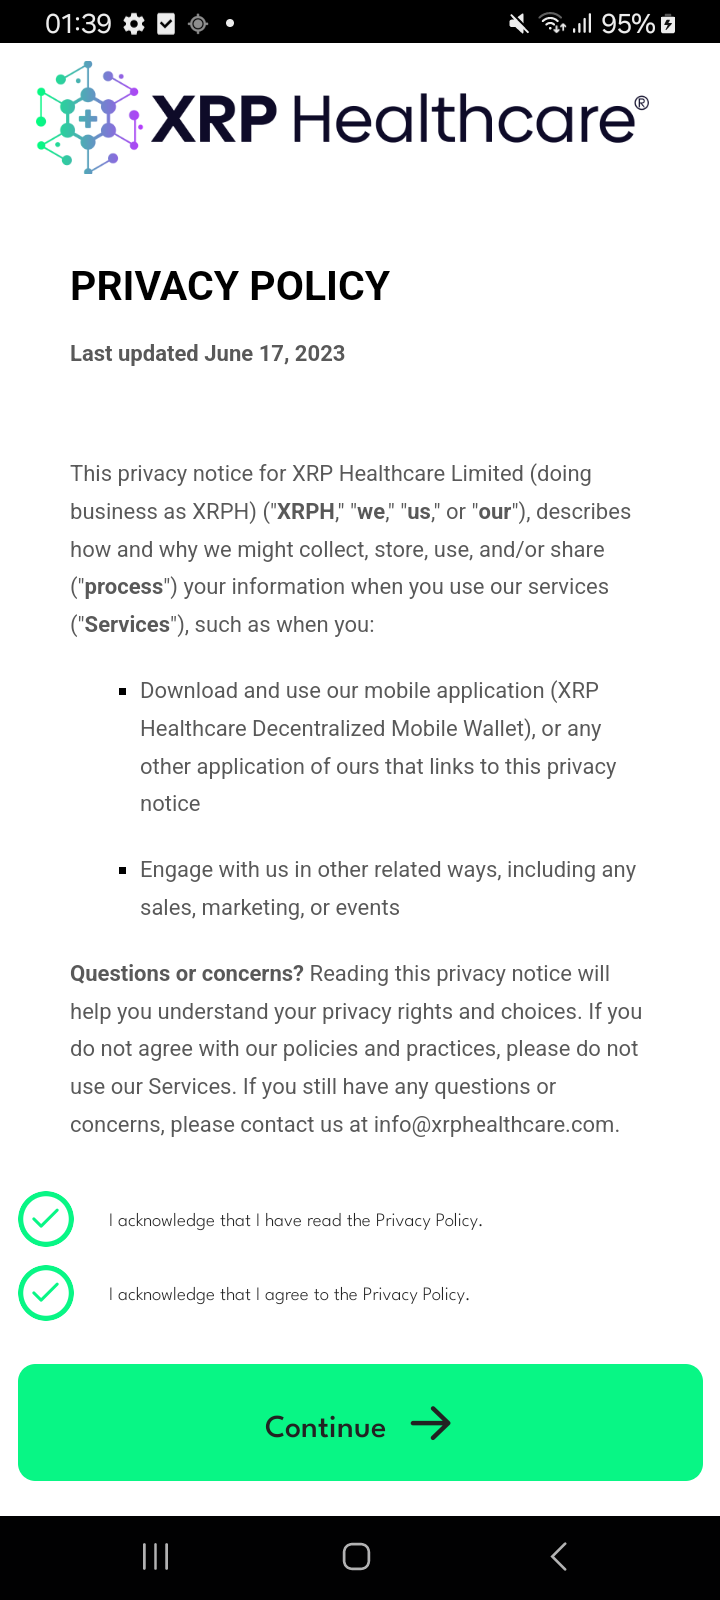 01:39
95%
XRP Healthcare®
PRIVACY POLICY
Last updated June 17, 2023
This privacy notice for XRP Healthcare Limited (doing
business as XRPH) ("XRPH," "we," "us," or "our"), describes
how and why we might collect, store, use, and/or share
("process") your information when you use our services
("Services"), such as when you:
▪ Download and use our mobile application (XRP
Healthcare Decentralized Mobile Wallet), or any
other application of ours that links to this privacy
notice
▪ Engage with us in other related ways, including any
sales, marketing, or events
Questions or concerns? Reading this privacy notice will
help you understand your privacy rights and choices. If you
do not agree with our policies and practices, please do not
use our Services. If you still have any questions or
concerns, please contact us at info@xrphealthcare.com.
I acknowledge that I have read the Privacy Policy.
I acknowledge that I agree to the Privacy Policy.
Continue